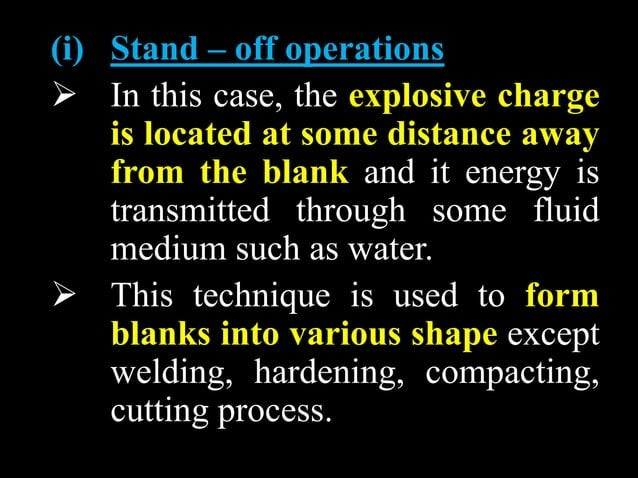 (i) Stand – off operations
➢ In this case, the explosive charge
is located at some distance away
from the blank and it energy is
transmitted through some fluid
medium such as water.
➢ This technique is used to form
blanks into various shape except
welding, hardening, compacting,
cutting process.